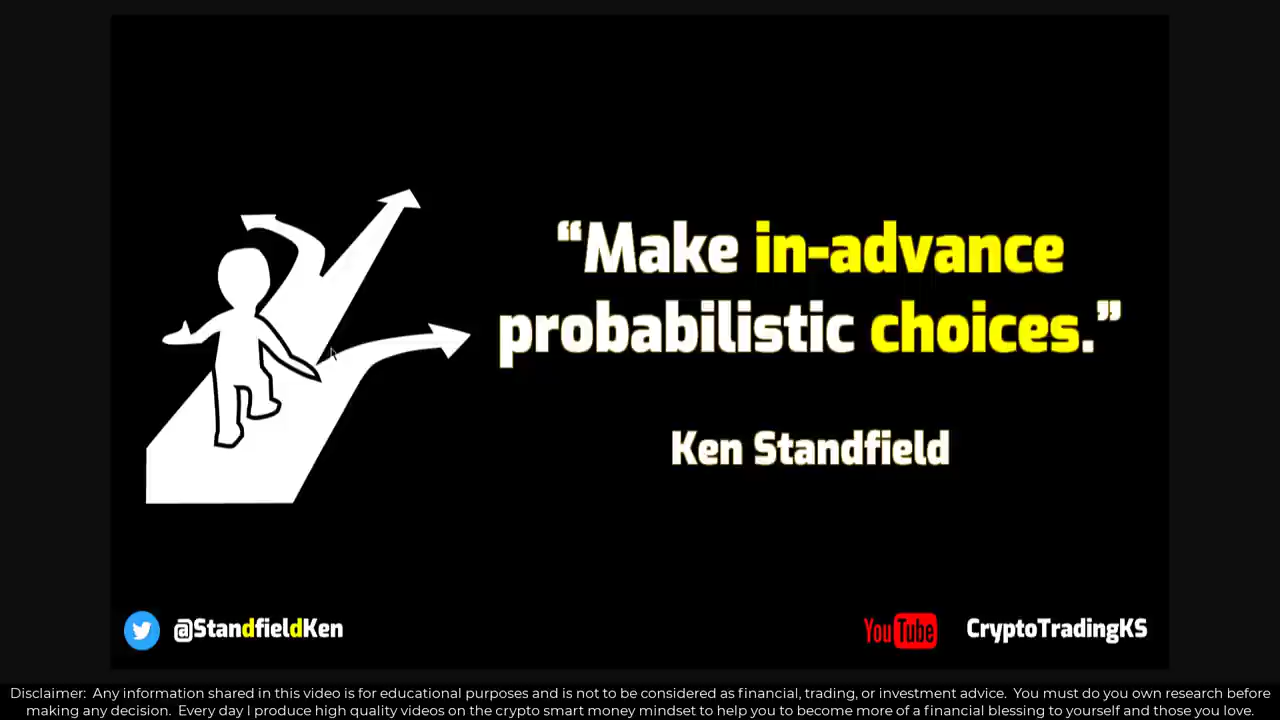 “Make in-advance
probabilistic choices.”
Ken Standfield
@StandfieldKen
YouTube CryptoTradingKS
Disclaimer: Any information shared in this video is for educational purposes and is not to be considered as financial, trading, or investment advice. You must do you own research before
making any decision. Every day I produce high quality videos on the crypto smart money mindset to help you to become more of a financial blessing to yourself and those you love.